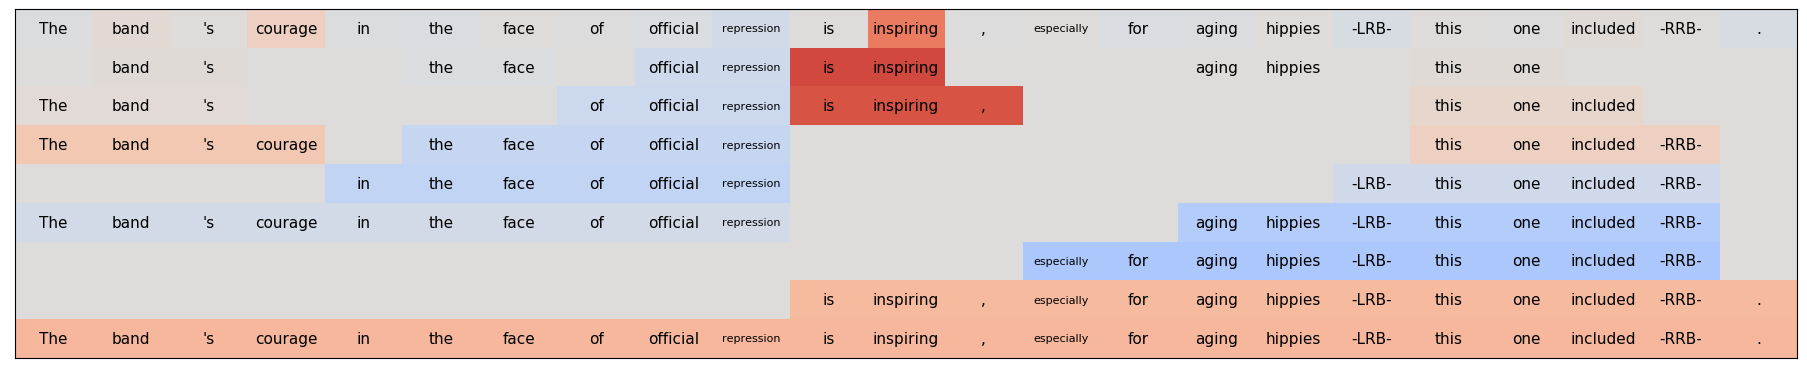 The band 's courage in the face of official repression is inspiring , especially for aging hippies -LRB- this one included -RRB- .
band 's the face official repression is inspiring aging hippies this one
The band 's of official repression is inspiring , this one included
The band 's courage the face of official repression this one included -RRB-
in the face of official repression -LRB- this one included -RRB-
The band 's courage in the face of official repression aging hippies -LRB- this one included -RRB-
especially for aging hippies -LRB- this one included -RRB-
is inspiring , especially for aging hippies -LRB- this one included -RRB- .
The band 's courage in the face of official repression is inspiring , especially for aging hippies -LRB- this one included -RRB- .